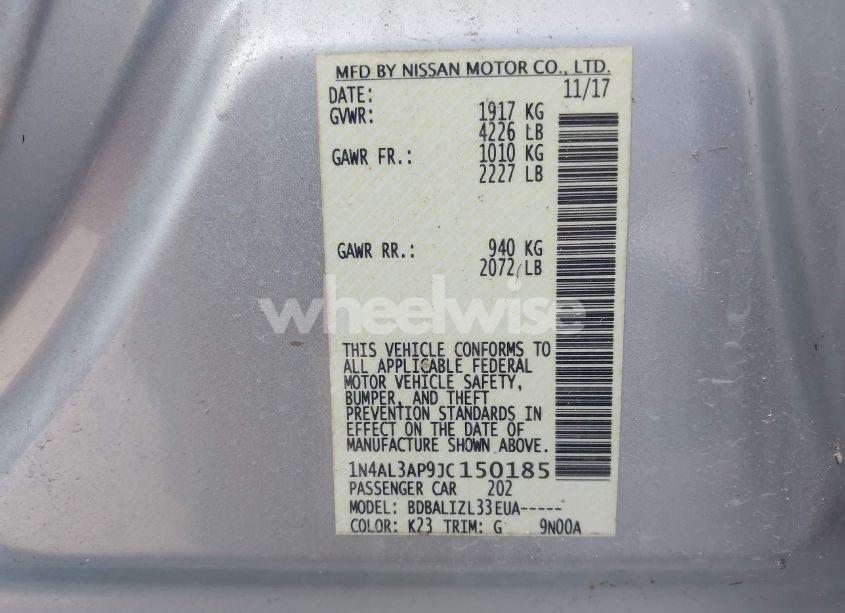 MFD BY NISSAN MOTOR CO., LTD.
DATE: 11/17
GVWR: 1917 KG
4226 LB
GAWR FR.: 1010 KG
2227 LB
GAWR RR.: 940 KG
2072 LB
wheelwise
THIS VEHICLE CONFORMS TO
ALL APPLICABLE FEDERAL
MOTOR VEHICLE SAFETY,
BUMPER, AND THEFT
PREVENTION STANDARDS IN
EFFECT ON THE DATE OF
MANUFACTURE SHOWN ABOVE.
1N4AL3AP9JC150185
PASSENGER CAR 202
MODEL: BDBALIZL33EUA-----
COLOR: K23 TRIM: G 9N00A